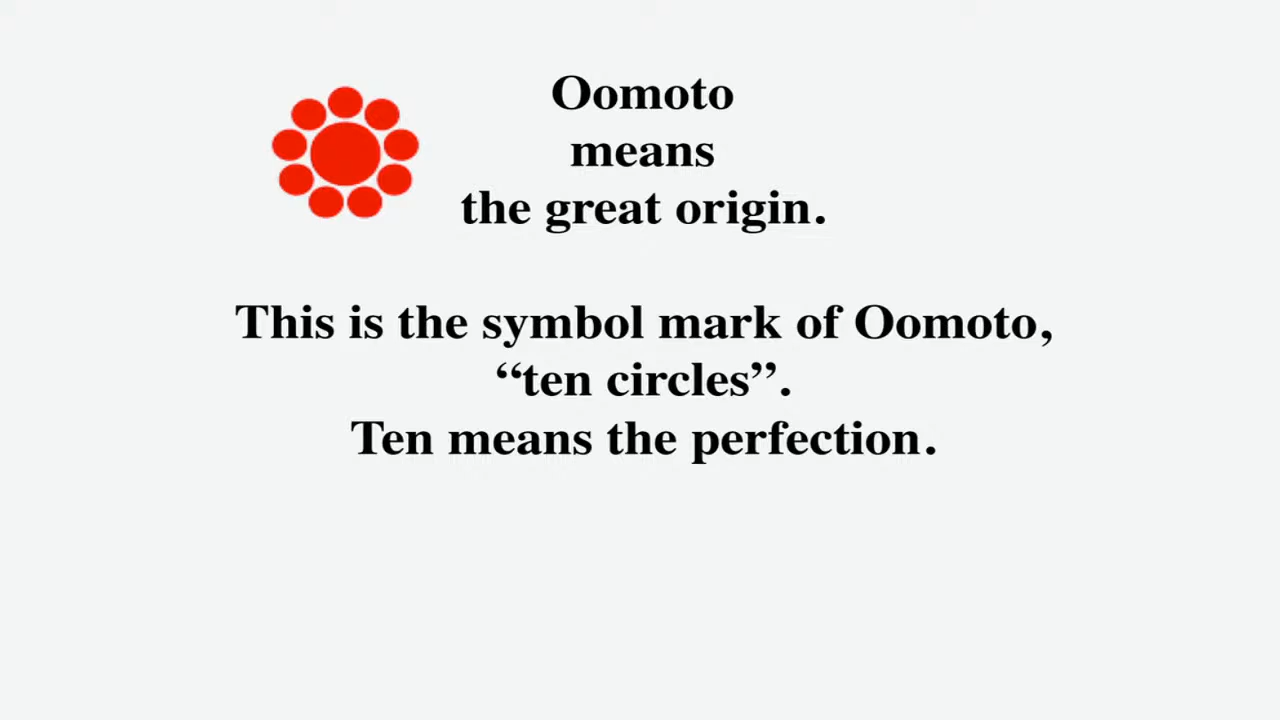 Oomoto
means
the great origin.
This is the symbol mark of Oomoto,
“ten circles”.
Ten means the perfection.